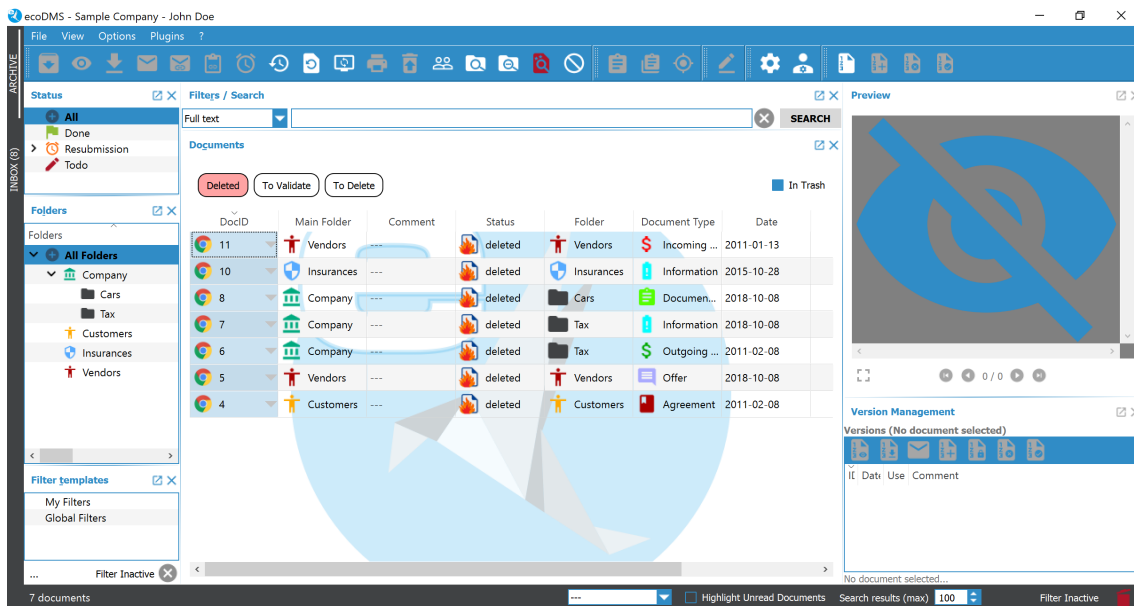 ecoDMS - Sample Company - John Doe
File View Options Plugins ?
ARCHIVE
INBOX (8)
Status
All
Done
Resubmission
Todo
Folders
Folders
All Folders
Company
Cars
Tax
Customers
Insurances
Vendors
Filter templates
My Filters
Global Filters
... Filter Inactive
Filters / Search
Full text SEARCH
Documents
Deleted To Validate To Delete In Trash
DocID Main Folder Comment Status Folder Document Type Date
11 Vendors --- deleted Vendors Incoming ... 2011-01-13
10 Insurances --- deleted Insurances Information 2015-10-28
8 Company --- deleted Cars Documen... 2018-10-08
7 Company --- deleted Tax Information 2018-10-08
6 Company --- deleted Tax Outgoing ... 2011-02-08
5 Vendors --- deleted Vendors Offer 2018-10-08
4 Customers --- deleted Customers Agreement 2011-02-08
Preview
0 / 0
Version Management
Versions (No document selected)
Date Use Comment
No document selected...
7 documents --- Highlight Unread Documents Search results (max) 100 Filter Inactive